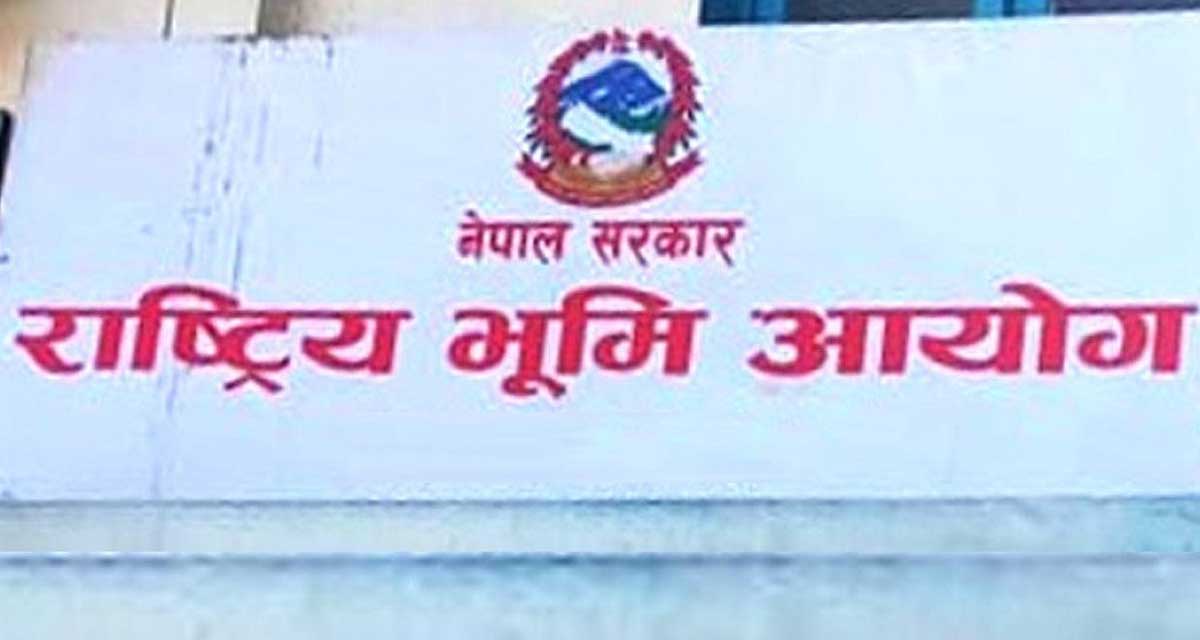 नेपाल सरकार
राष्ट्रिय भूमि आयोग